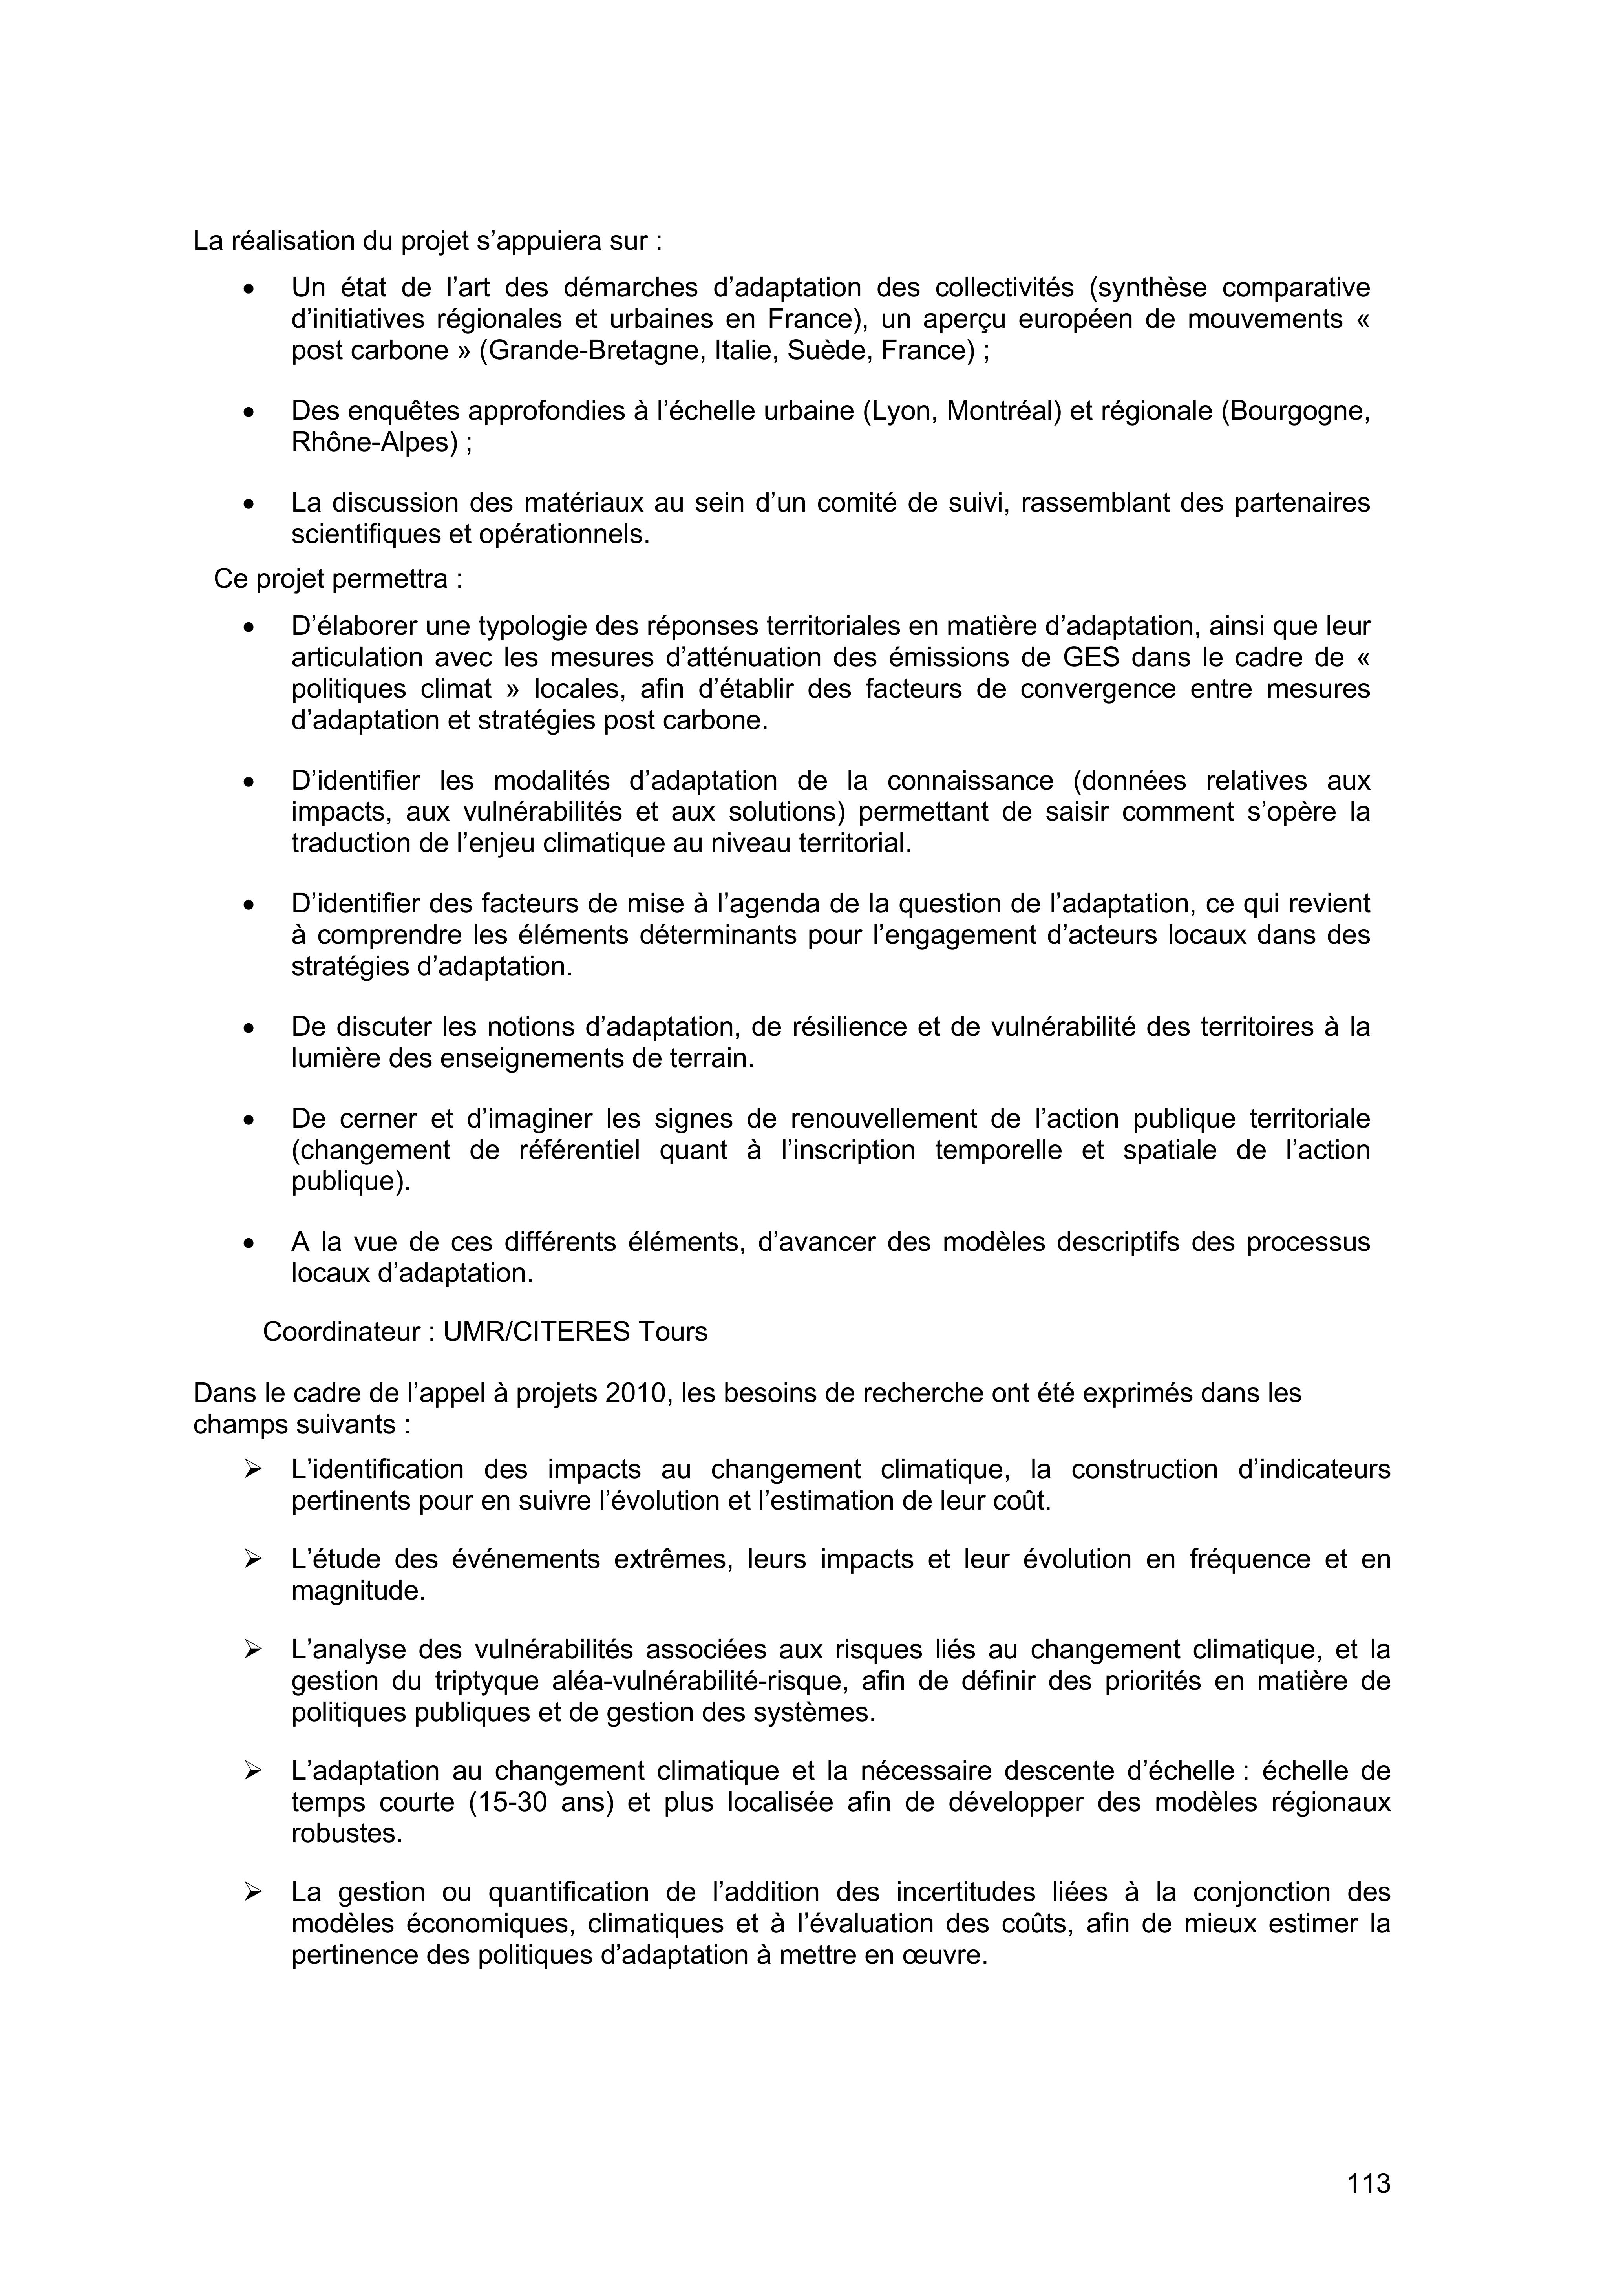 La réalisation du projet s’appuiera sur :
• Un état de l’art des démarches d’adaptation des collectivités (synthèse comparative
d’initiatives régionales et urbaines en France), un aperçu européen de mouvements «
post carbone » (Grande-Bretagne, Italie, Suède, France) ;
• Des enquêtes approfondies à l’échelle urbaine (Lyon, Montréal) et régionale (Bourgogne,
Rhône-Alpes) ;
• La discussion des matériaux au sein d’un comité de suivi, rassemblant des partenaires
scientifiques et opérationnels.
Ce projet permettra :
• D’élaborer une typologie des réponses territoriales en matière d’adaptation, ainsi que leur
articulation avec les mesures d’atténuation des émissions de GES dans le cadre de «
politiques climat » locales, afin d’établir des facteurs de convergence entre mesures
d’adaptation et stratégies post carbone.
• D’identifier les modalités d’adaptation de la connaissance (données relatives aux
impacts, aux vulnérabilités et aux solutions) permettant de saisir comment s’opère la
traduction de l’enjeu climatique au niveau territorial.
• D’identifier des facteurs de mise à l’agenda de la question de l’adaptation, ce qui revient
à comprendre les éléments déterminants pour l’engagement d’acteurs locaux dans des
stratégies d’adaptation.
• De discuter les notions d’adaptation, de résilience et de vulnérabilité des territoires à la
lumière des enseignements de terrain.
• De cerner et d’imaginer les signes de renouvellement de l’action publique territoriale
(changement de référentiel quant à l’inscription temporelle et spatiale de l’action
publique).
• A la vue de ces différents éléments, d’avancer des modèles descriptifs des processus
locaux d’adaptation.
Coordinateur : UMR/CITERES Tours
Dans le cadre de l’appel à projets 2010, les besoins de recherche ont été exprimés dans les
champs suivants :
➢ L’identification des impacts au changement climatique, la construction d’indicateurs
pertinents pour en suivre l’évolution et l’estimation de leur coût.
➢ L’étude des événements extrêmes, leurs impacts et leur évolution en fréquence et en
magnitude.
➢ L’analyse des vulnérabilités associées aux risques liés au changement climatique, et la
gestion du triptyque aléa-vulnérabilité-risque, afin de définir des priorités en matière de
politiques publiques et de gestion des systèmes.
➢ L’adaptation au changement climatique et la nécessaire descente d’échelle : échelle de
temps courte (15-30 ans) et plus localisée afin de développer des modèles régionaux
robustes.
➢ La gestion ou quantification de l’addition des incertitudes liées à la conjonction des
modèles économiques, climatiques et à l’évaluation des coûts, afin de mieux estimer la
pertinence des politiques d’adaptation à mettre en œuvre.
113